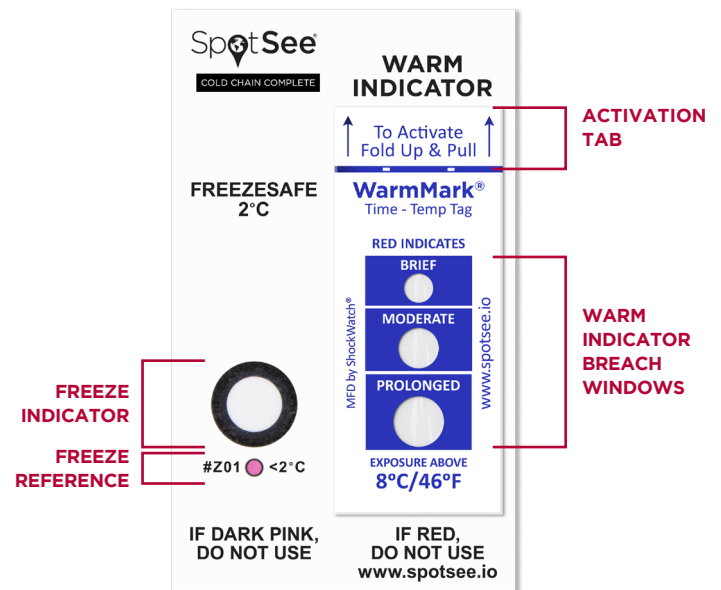 SpotSee®
COLD CHAIN COMPLETE
FREEZESAFE
2°C
#Z01 <2°C
IF DARK PINK,
DO NOT USE
WARM
INDICATOR
To Activate
Fold Up & Pull
WarmMark®
Time - Temp Tag
RED INDICATES
BRIEF
MODERATE
PROLONGED
MFD by ShockWatch®
www.spotsee.io
EXPOSURE ABOVE
8°C/46°F
IF RED,
DO NOT USE
www.spotsee.io
FREEZE
INDICATOR
FREEZE
REFERENCE
ACTIVATION
TAB
WARM
INDICATOR
BREACH
WINDOWS